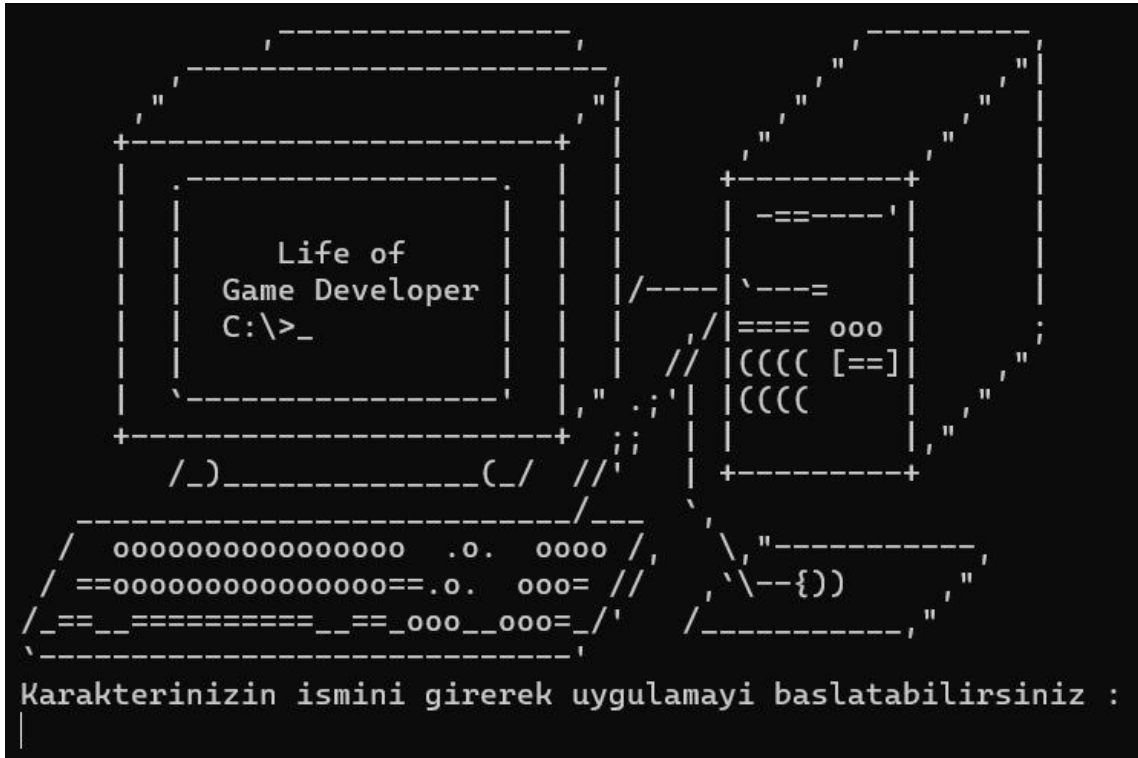 Life of
Game Developer
C:\>_
Karakterinizin ismini girerek uygulamayi baslatabilirsiniz :